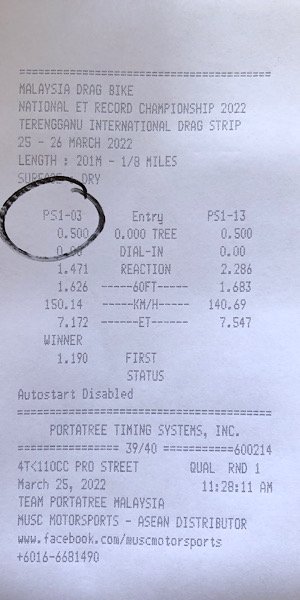 ==========================================
MALAYSIA DRAG BIKE
NATIONAL ET RECORD CHAMPIONSHIP 2022
TERENGGANU INTERNATIONAL DRAG STRIP
25 - 26 MARCH 2022
LENGTH : 201M - 1/8 MILES
SURFACE : DRY
PS1-03 Entry PS1-13
0.500 0.000 TREE 0.500
0.00 DIAL-IN 0.00
1.471 REACTION 2.286
1.626 -----60FT----- 1.683
150.14 -----KM/H----- 140.69
7.172 ------ET------ 7.547
WINNER
1.190 FIRST
STATUS
Autostart Disabled
==========================================
PORTATREE TIMING SYSTEMS, INC.
================= 39/40 ===========600214
4T<110CC PRO STREET QUAL RND 1
March 25, 2022 11:28:11 AM
TEAM PORTATREE MALAYSIA
MUSC MOTORSPORTS - ASEAN DISTRIBUTOR
www.facebook.com/muscmotorsports
+6016-6681490